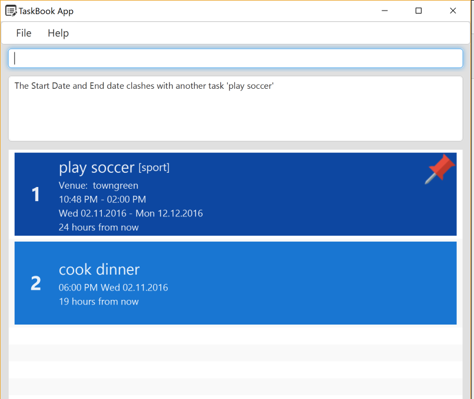 TaskBook App
File Help
The Start Date and End date clashes with another task 'play soccer'
1
play soccer [sport]
Venue: towngreen
10:48 PM - 02:00 PM
Wed 02.11.2016 - Mon 12.12.2016
24 hours from now
2
cook dinner
06:00 PM Wed 02.11.2016
19 hours from now